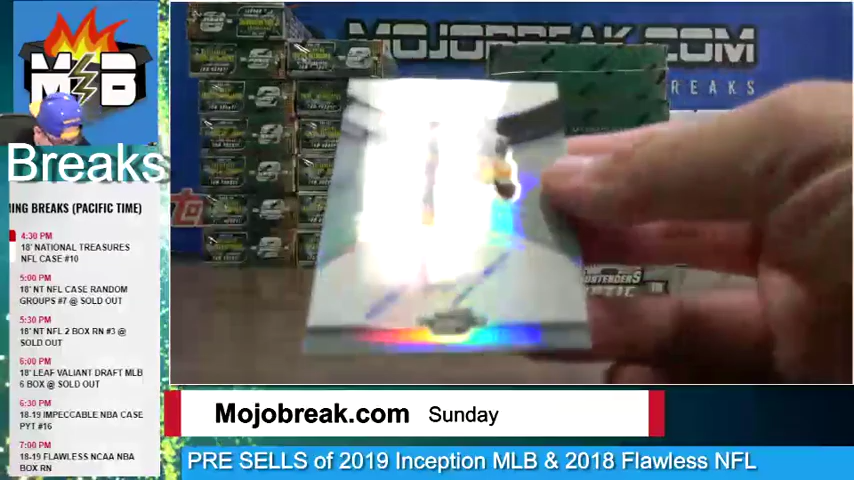 MOJOBREAK.COM
BREAKS
M B
Breaks
ING BREAKS (PACIFIC TIME)
4:30 PM
18' NATIONAL TREASURES
NFL CASE #10
5:00 PM
18' NT NFL CASE RANDOM
GROUPS #7 @ SOLD OUT
5:30 PM
18' NT NFL 2 BOX RN #3 @
SOLD OUT
6:00 PM
18' LEAF VALIANT DRAFT MLB
6 BOX @ SOLD OUT
6:30 PM
18-19 IMPECCABLE NBA CASE
PYT #16
7:00 PM
18-19 FLAWLESS NCAA NBA
BOX RN
CONTENDERS
Mojobreak.com Sunday
PRE SELLS of 2019 Inception MLB & 2018 Flawless NFL